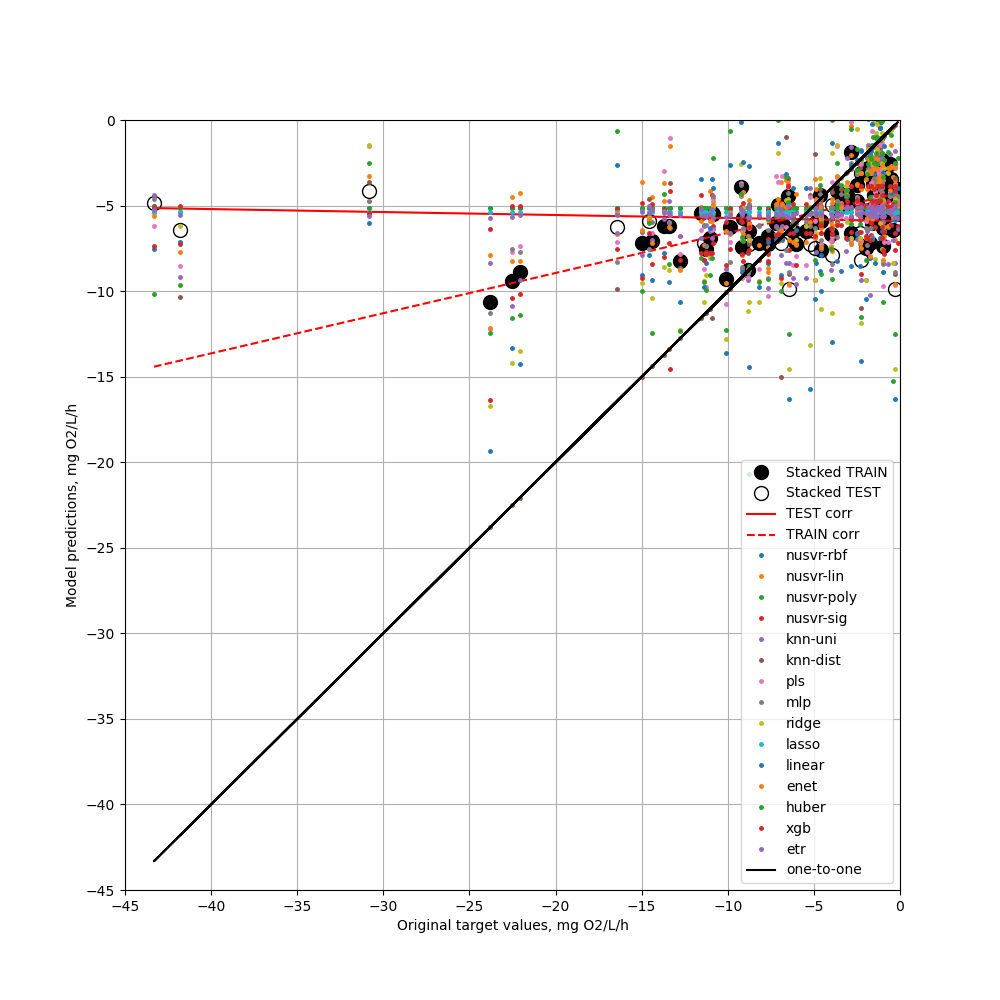 0
−5
−10
−15
−20
−25
−30
−35
−40
−45
−45
−40
−35
−30
−25
−20
−15
−10
−5
0
Model predictions, mg O2/L/h
Original target values, mg O2/L/h
Stacked TRAIN
Stacked TEST
TEST corr
TRAIN corr
nusvr-rbf
nusvr-lin
nusvr-poly
nusvr-sig
knn-uni
knn-dist
pls
mlp
ridge
lasso
linear
enet
huber
xgb
etr
one-to-one